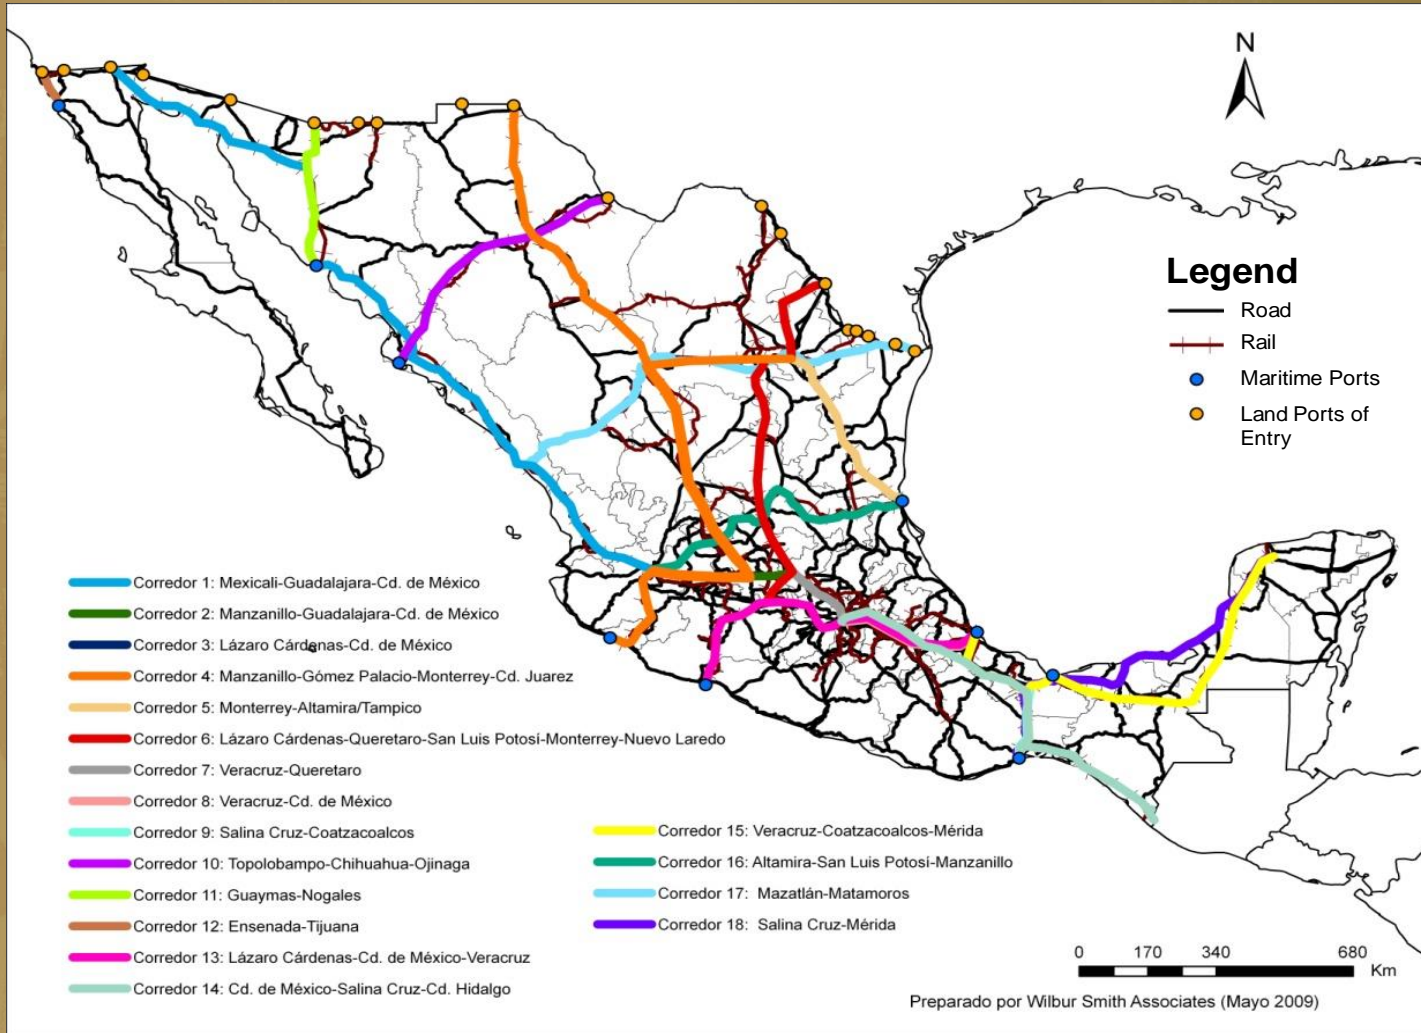 N
Legend
Road
Rail
Maritime Ports
Land Ports of
Entry
Corredor 1: Mexicali-Guadalajara-Cd. de México
Corredor 2: Manzanillo-Guadalajara-Cd. de México
Corredor 3: Lázaro Cárdenas-Cd. de México
Corredor 4: Manzanillo-Gómez Palacio-Monterrey-Cd. Juarez
Corredor 5: Monterrey-Altamira/Tampico
Corredor 6: Lázaro Cárdenas-Queretaro-San Luis Potosí-Monterrey-Nuevo Laredo
Corredor 7: Veracruz-Queretaro
Corredor 8: Veracruz-Cd. de México
Corredor 9: Salina Cruz-Coatzacoalcos
Corredor 10: Topolobampo-Chihuahua-Ojinaga
Corredor 11: Guaymas-Nogales
Corredor 12: Ensenada-Tijuana
Corredor 13: Lázaro Cárdenas-Cd. de México-Veracruz
Corredor 14: Cd. de México-Salina Cruz-Cd. Hidalgo
Corredor 15: Veracruz-Coatzacoalcos-Mérida
Corredor 16: Altamira-San Luis Potosí-Manzanillo
Corredor 17: Mazatlán-Matamoros
Corredor 18: Salina Cruz-Mérida
0 170 340 680
Km
Preparado por Wilbur Smith Associates (Mayo 2009)